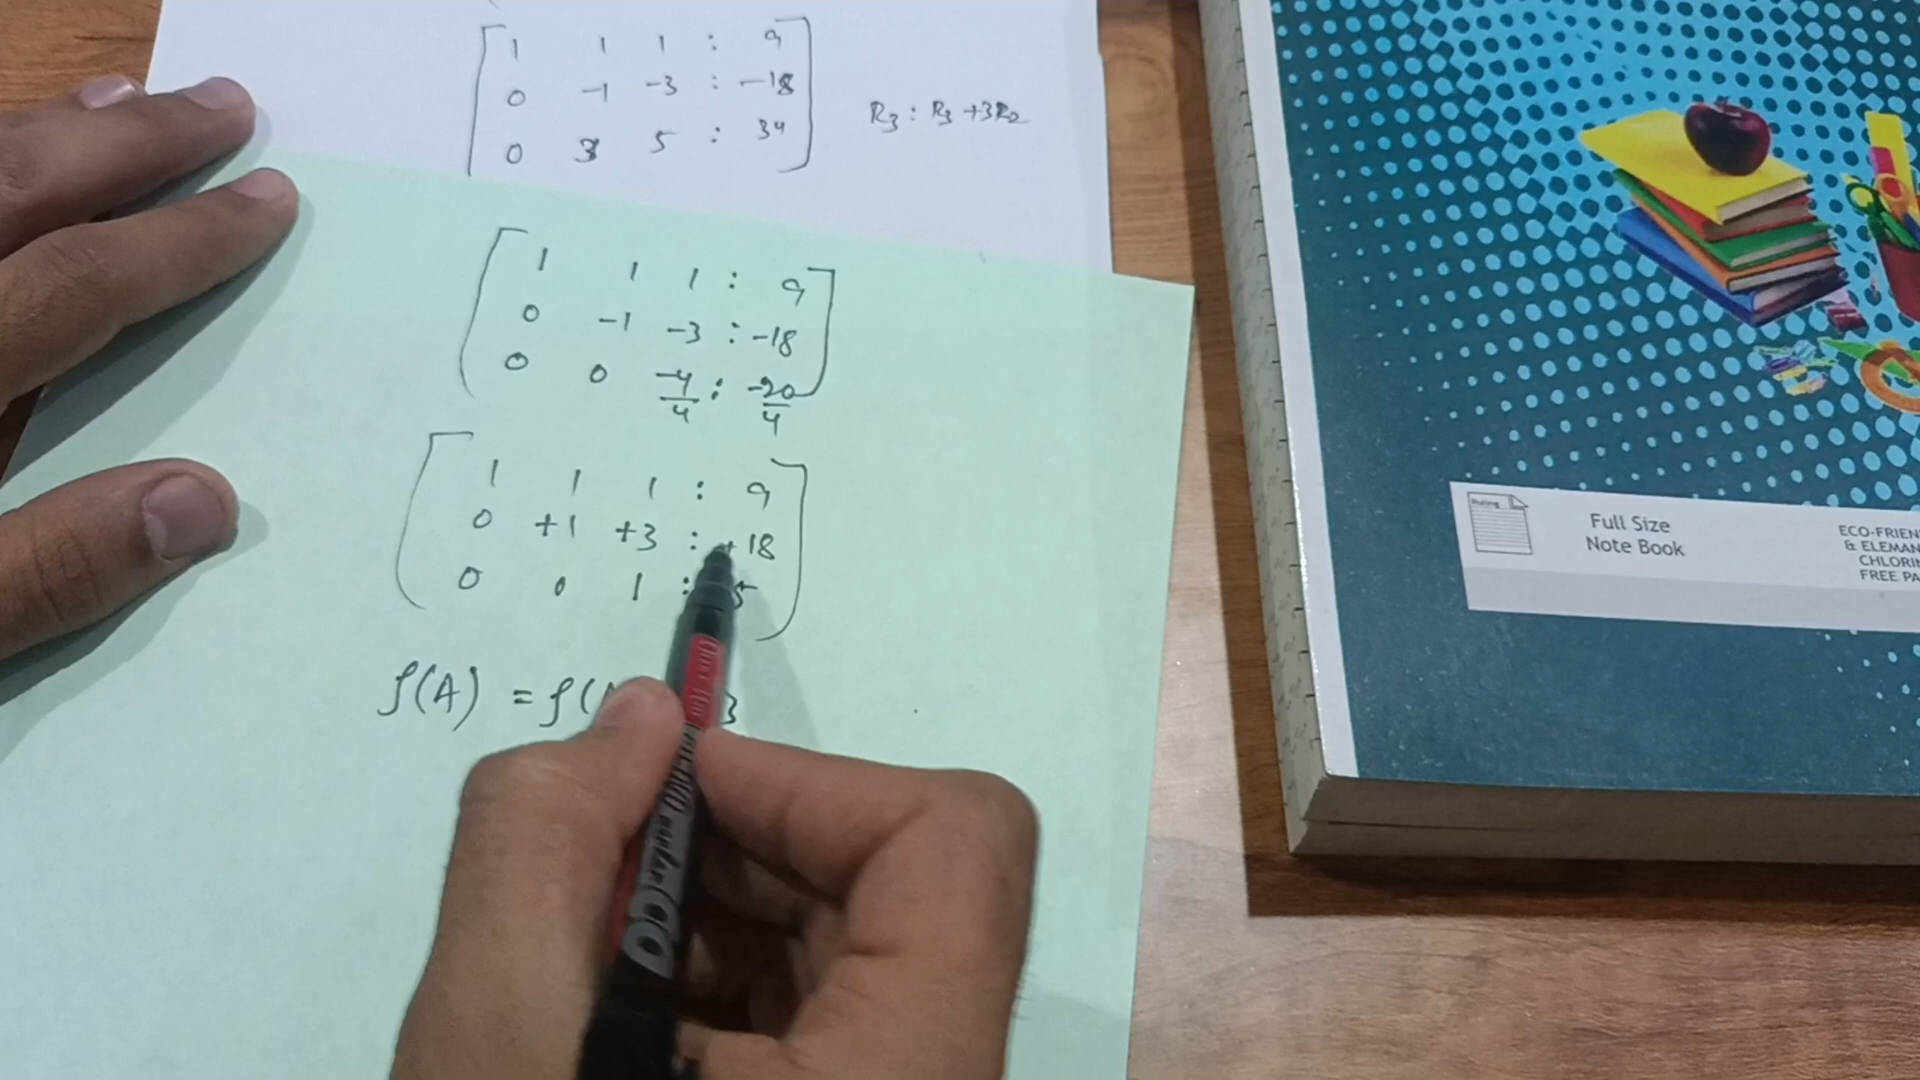 1 1 1 : 9
0 -1 -3 : -18
0 3 5 : 34
R3 : R3 +3R2
1 1 1 : 9
0 -1 -3 : -18
0 0 -4/4 : -20/4
1 1 1 : 9
0 +1 +3 : +18
0 0 1 : 5
ρ(A) = ρ( 3
Ruling
Full Size
Note Book
ECO-FRIEN
& ELEMAN
CHLORIN
FREE PA